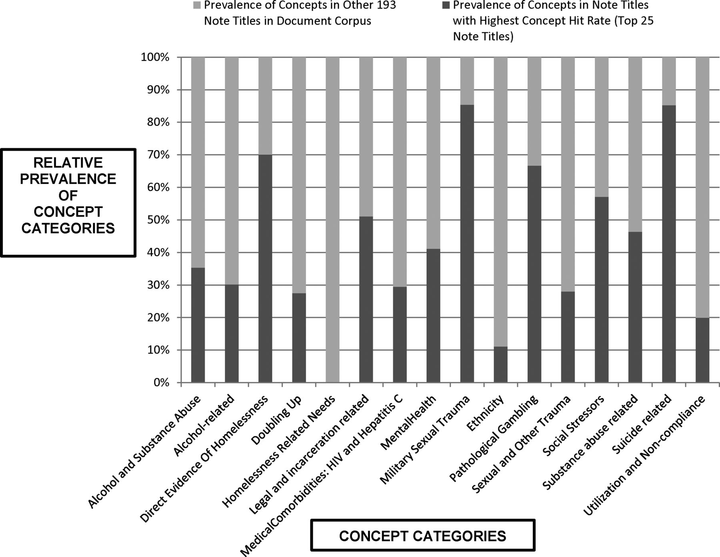 Prevalence of Concepts in Other 193
Note Titles in Document Corpus
Prevalence of Concepts in Note Titles
with Highest Concept Hit Rate (Top 25
Note Titles)
RELATIVE
PREVALENCE
OF
CONCEPT
CATEGORIES
100%
90%
80%
70%
60%
50%
40%
30%
20%
10%
0%
Alcohol and Substance Abuse
Alcohol-related
Direct Evidence Of Homelessness
Doubling Up
Homelessness Related Needs
Legal and incarceration related
MedicalComorbidities: HIV and Hepatitis C
MentalHealth
Military Sexual Trauma
Ethnicity
Pathological Gambling
Sexual and Other Trauma
Social Stressors
Substance abuse related
Suicide related
Utilization and Non-compliance
CONCEPT CATEGORIES